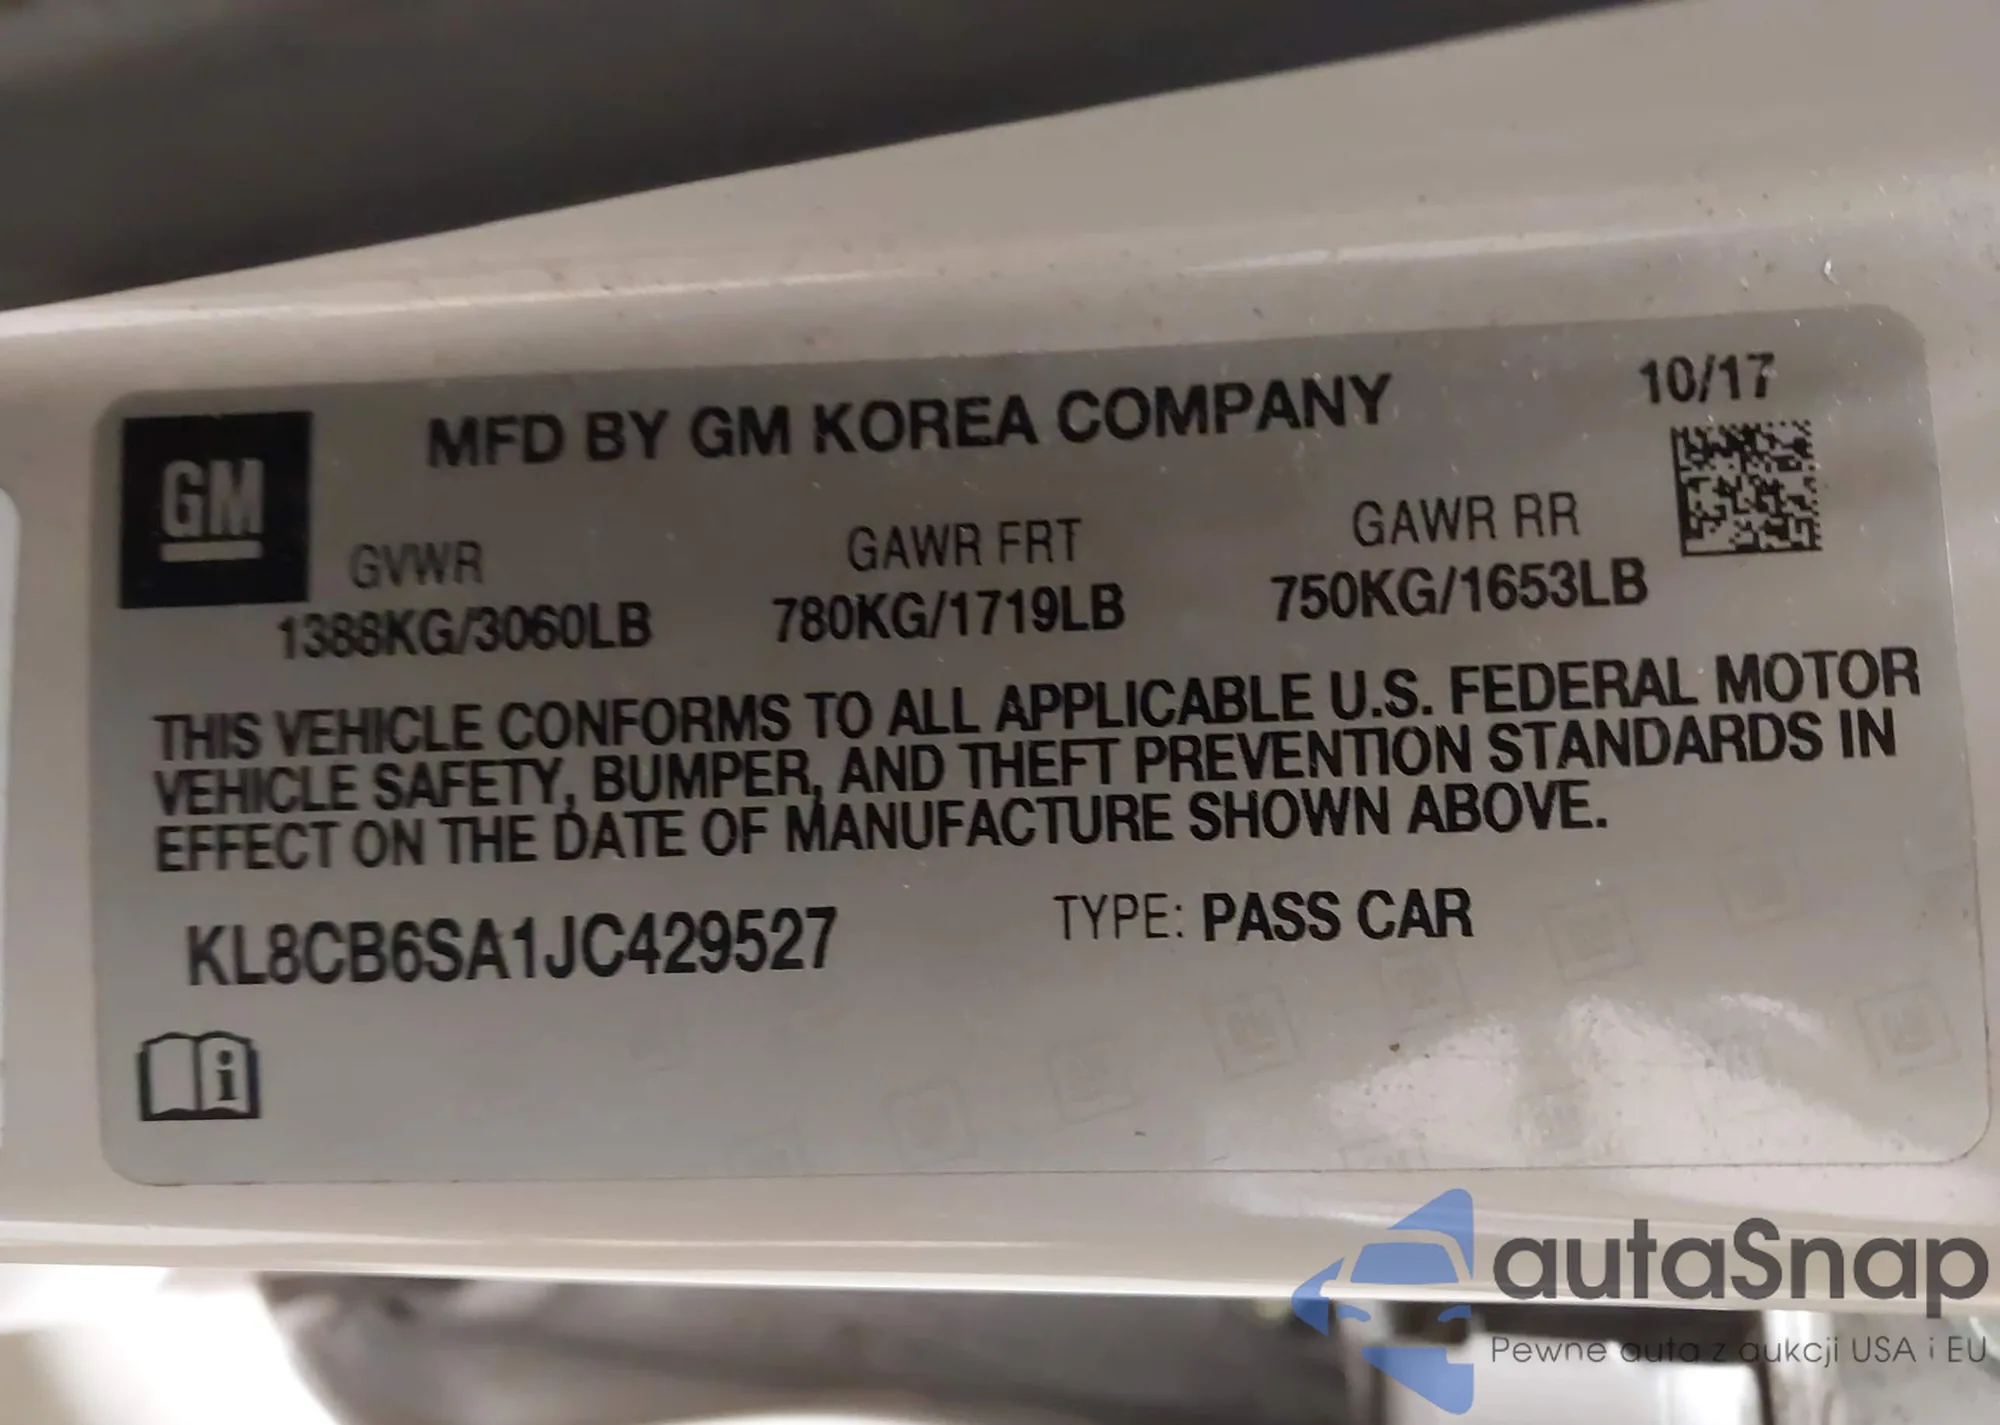 MFD BY GM KOREA COMPANY
10/17
GM
GVWR
GAWR FRT
GAWR RR
1388KG/3060LB
780KG/1719LB
750KG/1653LB
THIS VEHICLE CONFORMS TO ALL APPLICABLE U.S. FEDERAL MOTOR
VEHICLE SAFETY, BUMPER, AND THEFT PREVENTION STANDARDS IN
EFFECT ON THE DATE OF MANUFACTURE SHOWN ABOVE.
KL8CB6SA1JC429527
TYPE: PASS CAR
i
autaSnap
Pewne auta z aukcji USA i EU